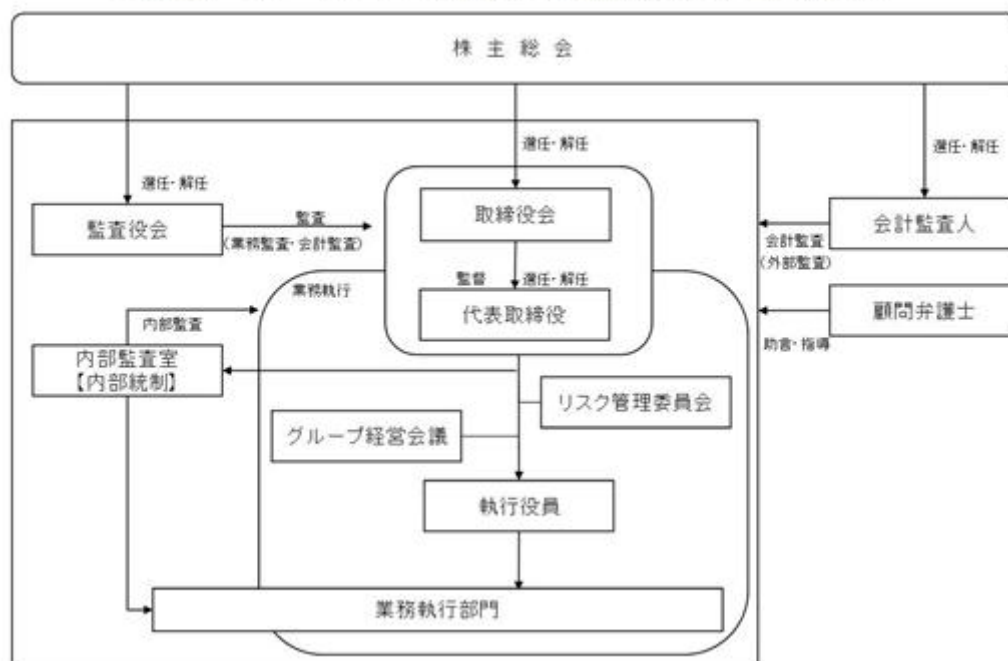 株主総会
選任・解任
選任・解任
選任・解任
監査役会
監査
(業務監査・会計監査)
取締役会
会計監査人
会計監査
(外部監査)
監督
選任・解任
業務執行
代表取締役
顧問弁護士
助言・指導
内部監査
内部監査室
【内部統制】
リスク管理委員会
グループ経営会議
執行役員
業務執行部門